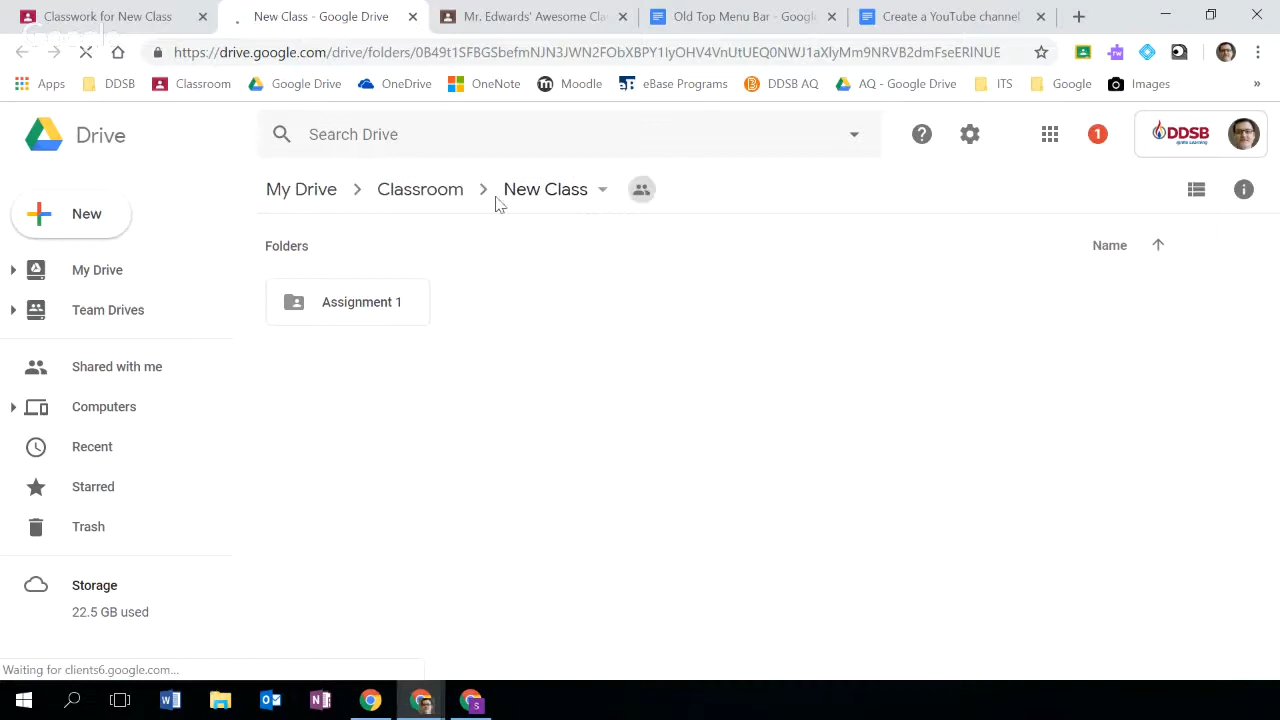 Classwork for New Class
New Class - Google Drive
Mr. Edwards' Awesome Cla
Old Top Menu Bar - Google
Create a YouTube channel
https://drive.google.com/drive/folders/0B49t1SFBGSbefmNJN3JWN2FObXBPY1IyOHV4VnUtUEQ0NWJ1aXlyMm9NRVB2dmFseERINUE
Apps
DDSB
Classroom
Google Drive
OneDrive
OneNote
Moodle
eBase Programs
DDSB AQ
AQ - Google Drive
ITS
Google
Images
»
Drive
Search Drive
1
DDSB
Ignite Learning
My Drive
Classroom
New Class
New
Folders
Name
Assignment 1
My Drive
Team Drives
Shared with me
Computers
Recent
Starred
Trash
Storage
22.5 GB used
Waiting for clients6.google.com...